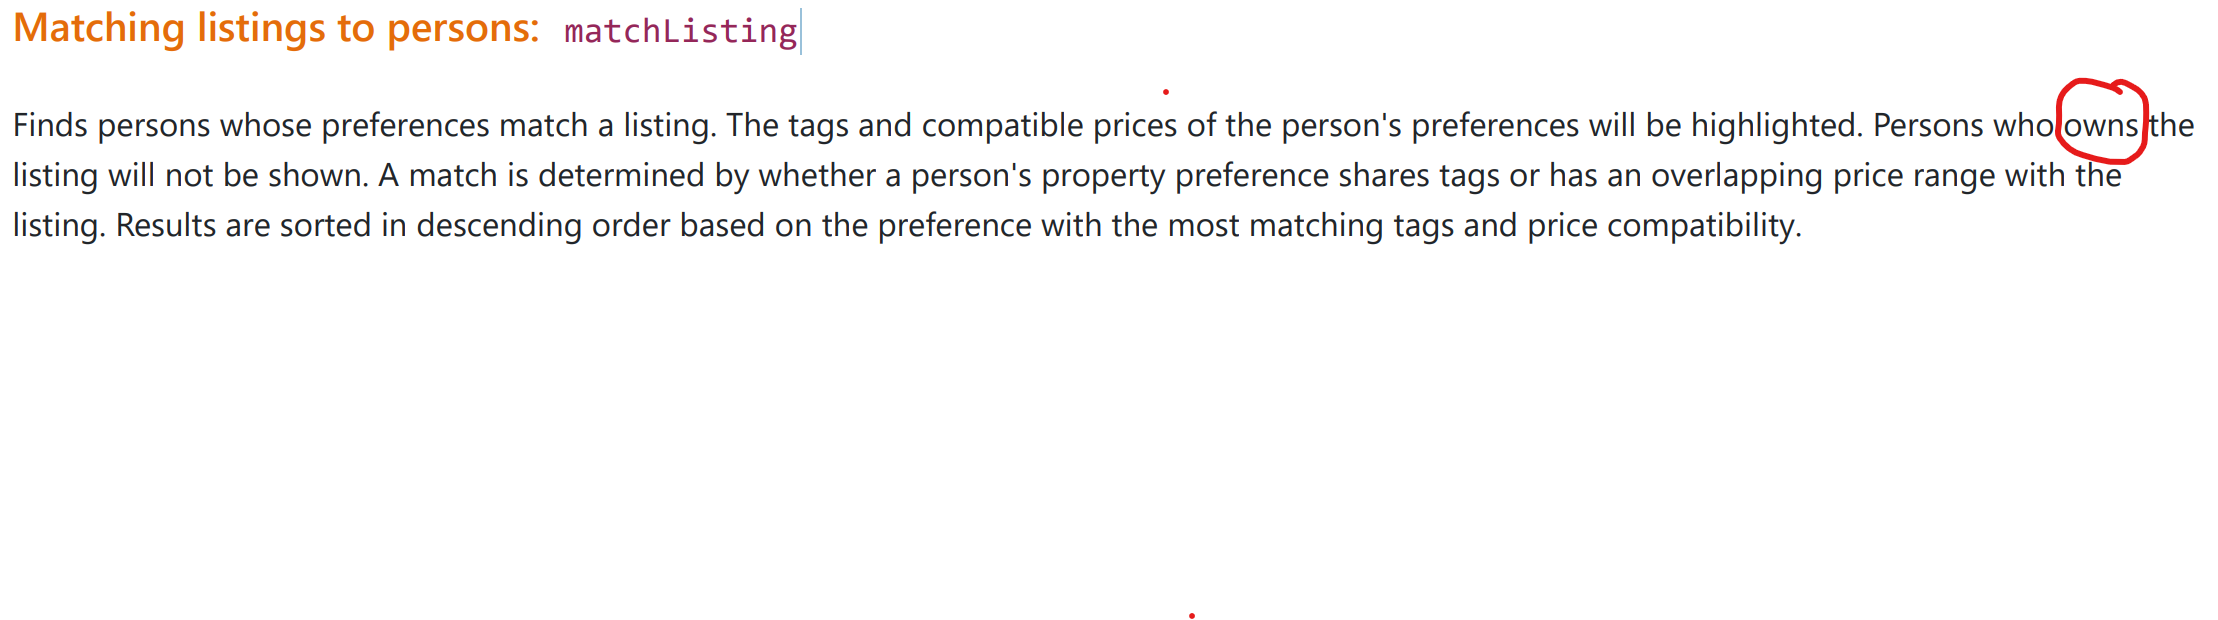 Matching listings to persons: matchListing
Finds persons whose preferences match a listing. The tags and compatible prices of the person's preferences will be highlighted. Persons who owns the
listing will not be shown. A match is determined by whether a person's property preference shares tags or has an overlapping price range with the
listing. Results are sorted in descending order based on the preference with the most matching tags and price compatibility.